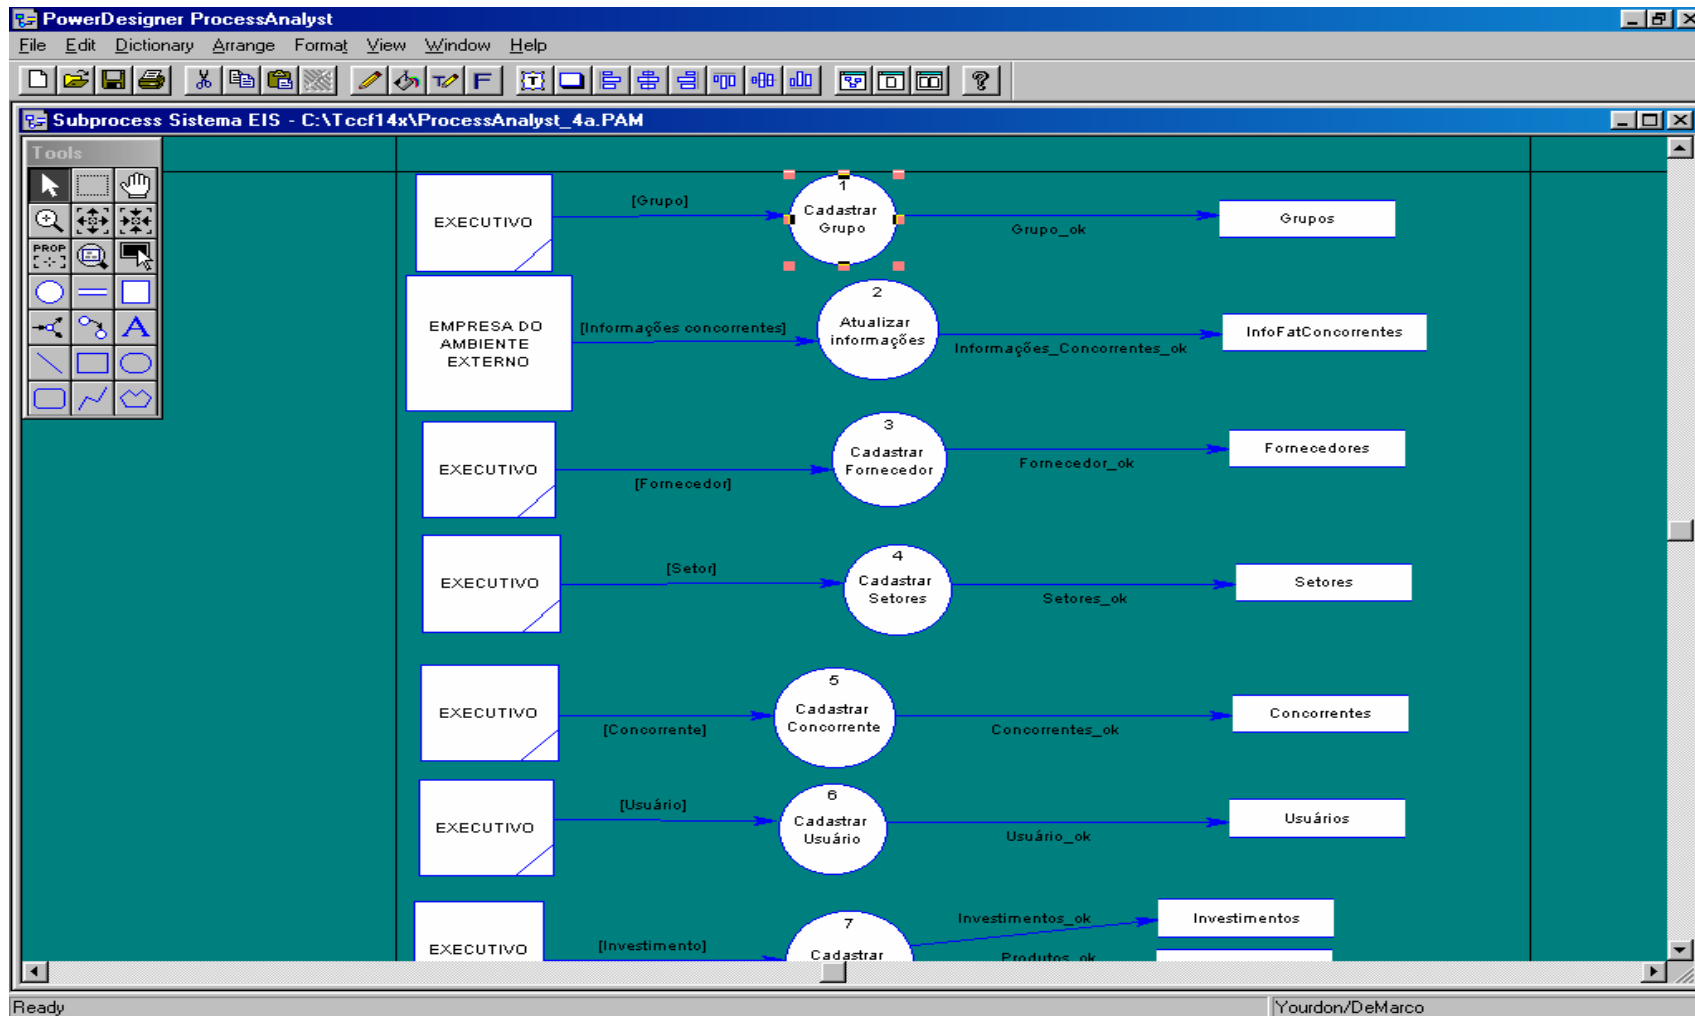 PowerDesigner ProcessAnalyst
File Edit Dictionary Arrange Format View Window Help
Subprocess Sistema EIS - C:\Tccf14x\ProcessAnalyst_4a.PAM
Tools
PROP
EXECUTIVO
[Grupo]
1
Cadastrar
Grupo
Grupo_ok
Grupos
EMPRESA DO
AMBIENTE
EXTERNO
[Informações concorrentes]
2
Atualizar
informações
Informações_Concorrentes_ok
InfoFatConcorrentes
EXECUTIVO
[Fornecedor]
3
Cadastrar
Fornecedor
Fornecedor_ok
Fornecedores
EXECUTIVO
[Setor]
4
Cadastrar
Setores
Setores_ok
Setores
EXECUTIVO
[Concorrente]
5
Cadastrar
Concorrente
Concorrentes_ok
Concorrentes
EXECUTIVO
[Usuário]
6
Cadastrar
Usuário
Usuário_ok
Usuários
EXECUTIVO
[Investimento]
7
Cadastrar
Investimentos_ok
Investimentos
Produtos_ok
Ready
Yourdon/DeMarco